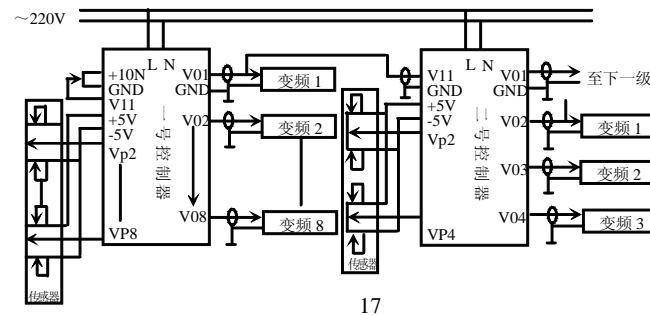 ～220V
L N
+10N
GND
V11
+5V
-5V
Vp2
VP8
一号控制器
V01
GND
V02
V08
变频 1
变频 2
变频 8
传感器
L N
V11
GND
+5V
-5V
Vp2
VP4
二号控制器
V01
GND
V02
V03
V04
至下一级
变频 1
变频 2
变频 3
传感器
17